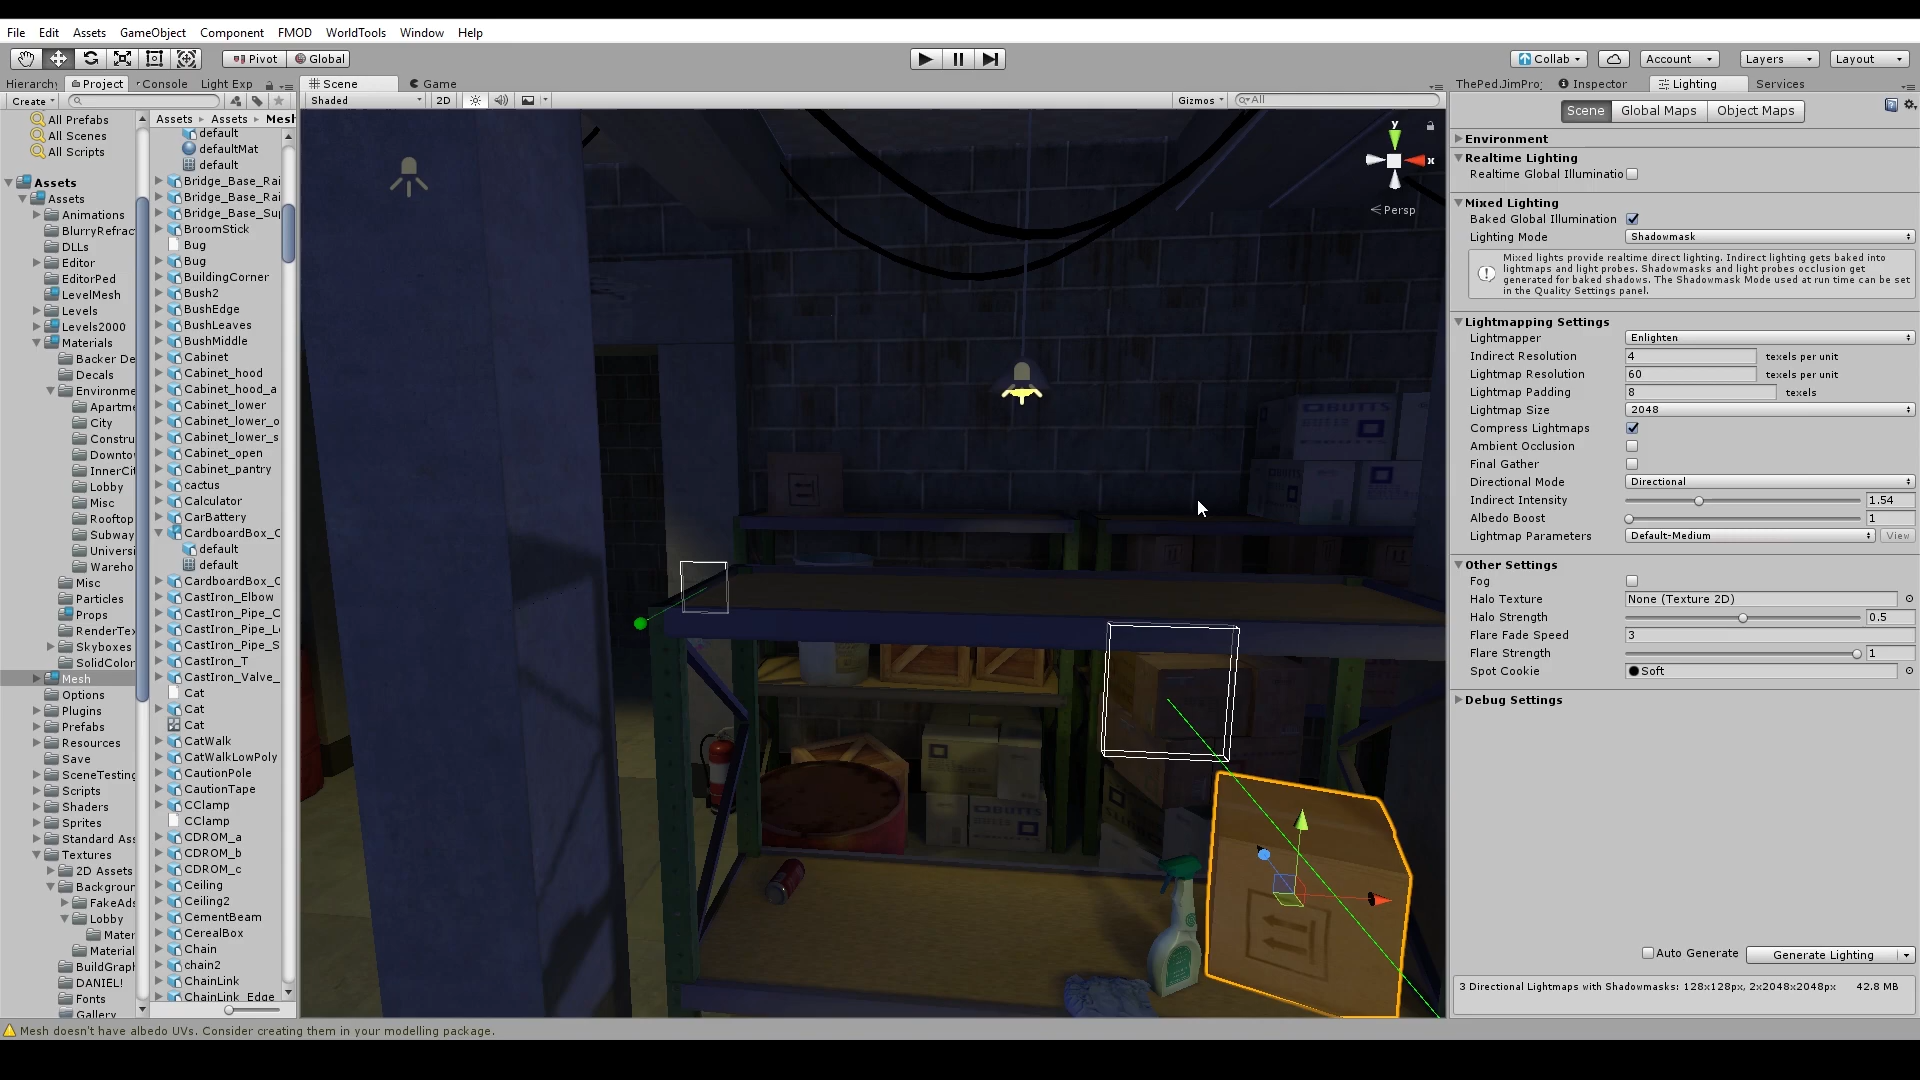 File Edit Assets GameObject Component FMOD WorldTools Window Help
Pivot Global
Collab Account Layers Layout
Hierarchy Project Console Light Exp
Create
All Prefabs
All Scenes
All Scripts
Assets
Assets
Animations
BlurryRefrac
DLLs
Editor
EditorPed
LevelMesh
Levels
Levels2000
Materials
Backer De
Decals
Environme
Apartme
City
Constru
Downto
InnerCit
Lobby
Misc
Rooftop
Subway
Universi
Wareho
Misc
Particles
Props
RenderTex
Skyboxes
SolidColor
Mesh
Options
Plugins
Prefabs
Resources
Save
SceneTesting
Scripts
Shaders
Sprites
Standard Ass
Textures
2D Assets
Backgroun
FakeAds
Lobby
Mater
Material
BuildGraph
DANIEL!
Fonts
Gallery
Assets Assets Mesh
default
defaultMat
default
Bridge_Base_Rai
Bridge_Base_Rai
Bridge_Base_Sup
BroomStick
Bug
Bug
BuildingCorner
Bush2
BushEdge
BushLeaves
BushMiddle
Cabinet
Cabinet_hood
Cabinet_hood_a
Cabinet_lower
Cabinet_lower_o
Cabinet_lower_s
Cabinet_open
Cabinet_pantry
cactus
Calculator
CarBattery
CardboardBox_C
default
default
CardboardBox_C
CastIron_Elbow
CastIron_Pipe_C
CastIron_Pipe_L
CastIron_Pipe_S
CastIron_T
CastIron_Valve_
Cat
Cat
Cat
CatWalk
CatWalkLowPoly
CautionPole
CautionTape
CClamp
CClamp
CDROM_a
CDROM_b
CDROM_c
Ceiling
Ceiling2
CementBeam
CerealBox
Chain
chain2
ChainLink
ChainLink_Edge
Scene Game
Shaded 2D Gizmos All
y
x
Persp
BUTTS
BUTTS
ThePed.JimPro Inspector Lighting Services
Scene Global Maps Object Maps
Environment
Realtime Lighting
Realtime Global Illuminatio
Mixed Lighting
Baked Global Illumination
Lighting Mode Shadowmask
Mixed lights provide realtime direct lighting. Indirect lighting gets baked into
lightmaps and light probes. Shadowmasks and light probes occlusion get
generated for baked shadows. The Shadowmask Mode used at run time can be set
in the Quality Settings panel.
Lightmapping Settings
Lightmapper Enlighten
Indirect Resolution 4 texels per unit
Lightmap Resolution 60 texels per unit
Lightmap Padding 8 texels
Lightmap Size 2048
Compress Lightmaps
Ambient Occlusion
Final Gather
Directional Mode Directional
Indirect Intensity 1.54
Albedo Boost 1
Lightmap Parameters Default-Medium View
Other Settings
Fog
Halo Texture None (Texture 2D)
Halo Strength 0.5
Flare Fade Speed 3
Flare Strength 1
Spot Cookie Soft
Debug Settings
Auto Generate Generate Lighting
3 Directional Lightmaps with Shadowmasks: 128x128px, 2x2048x2048px 42.8 MB
Mesh doesn't have albedo UVs. Consider creating them in your modelling package.